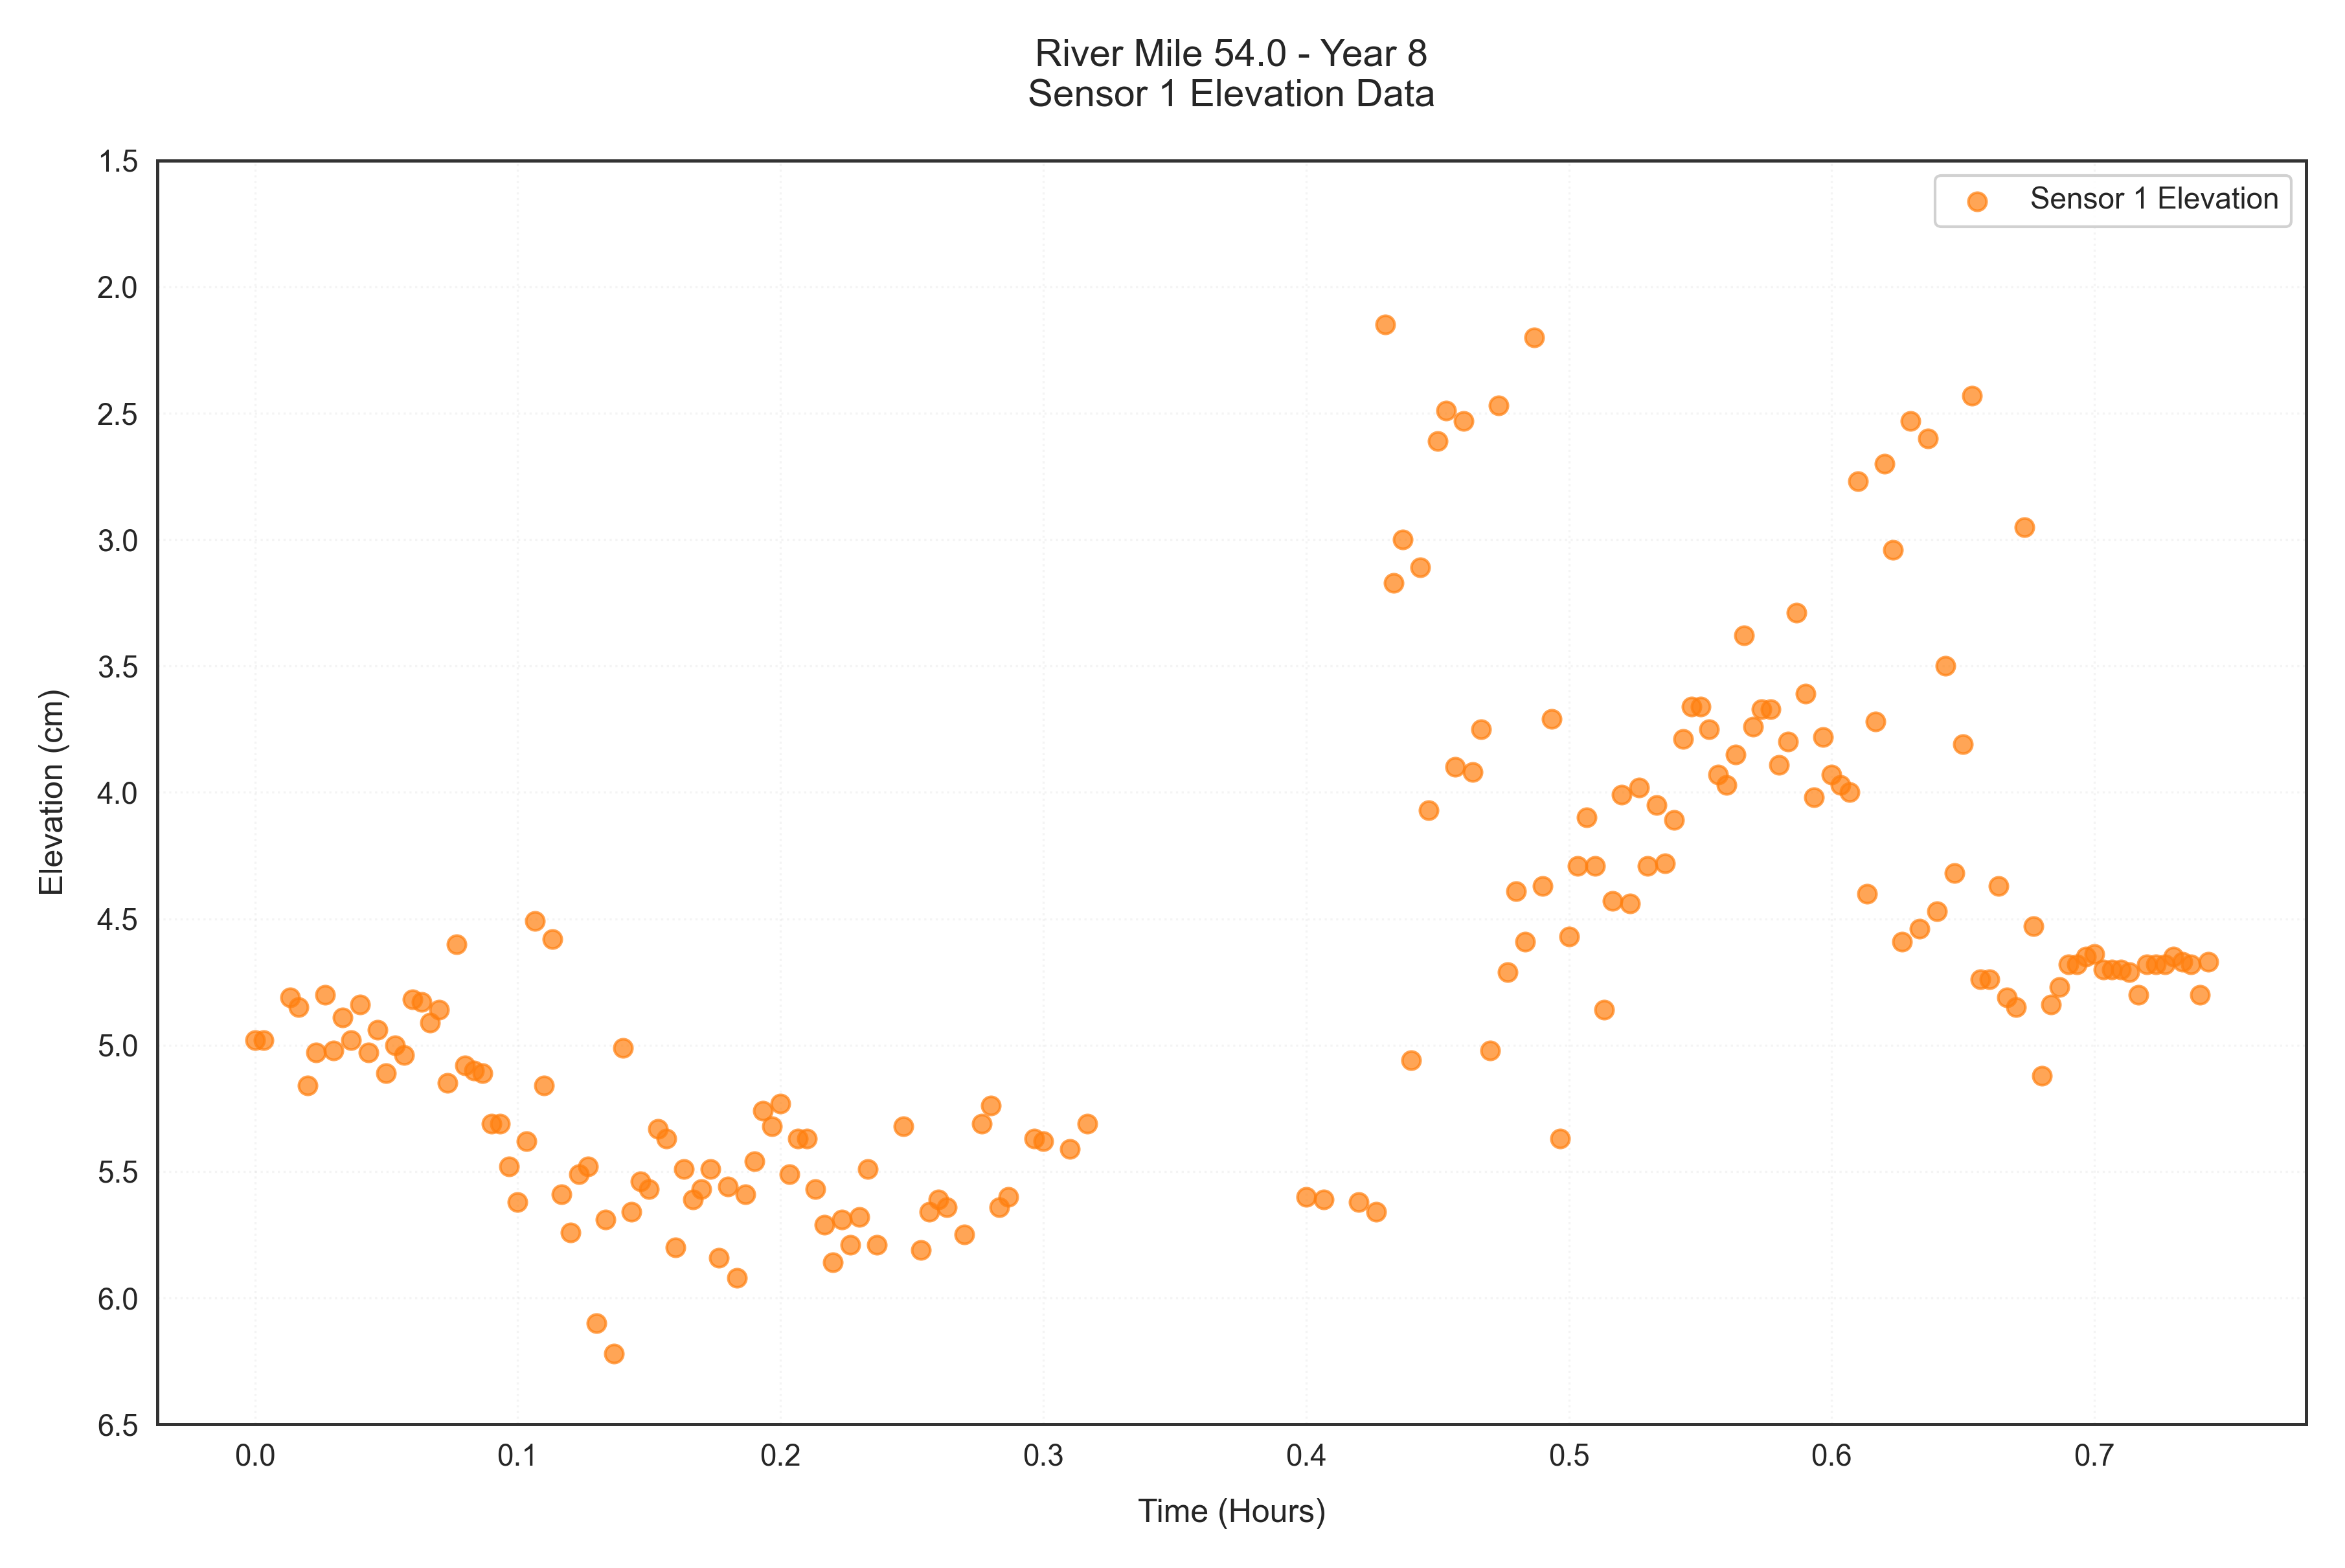 River Mile 54.0 - Year 8
Sensor 1 Elevation Data
Sensor 1 Elevation
Elevation (cm)
1.5
2.0
2.5
3.0
3.5
4.0
4.5
5.0
5.5
6.0
6.5
0.0 0.1 0.2 0.3 0.4 0.5 0.6 0.7
Time (Hours)